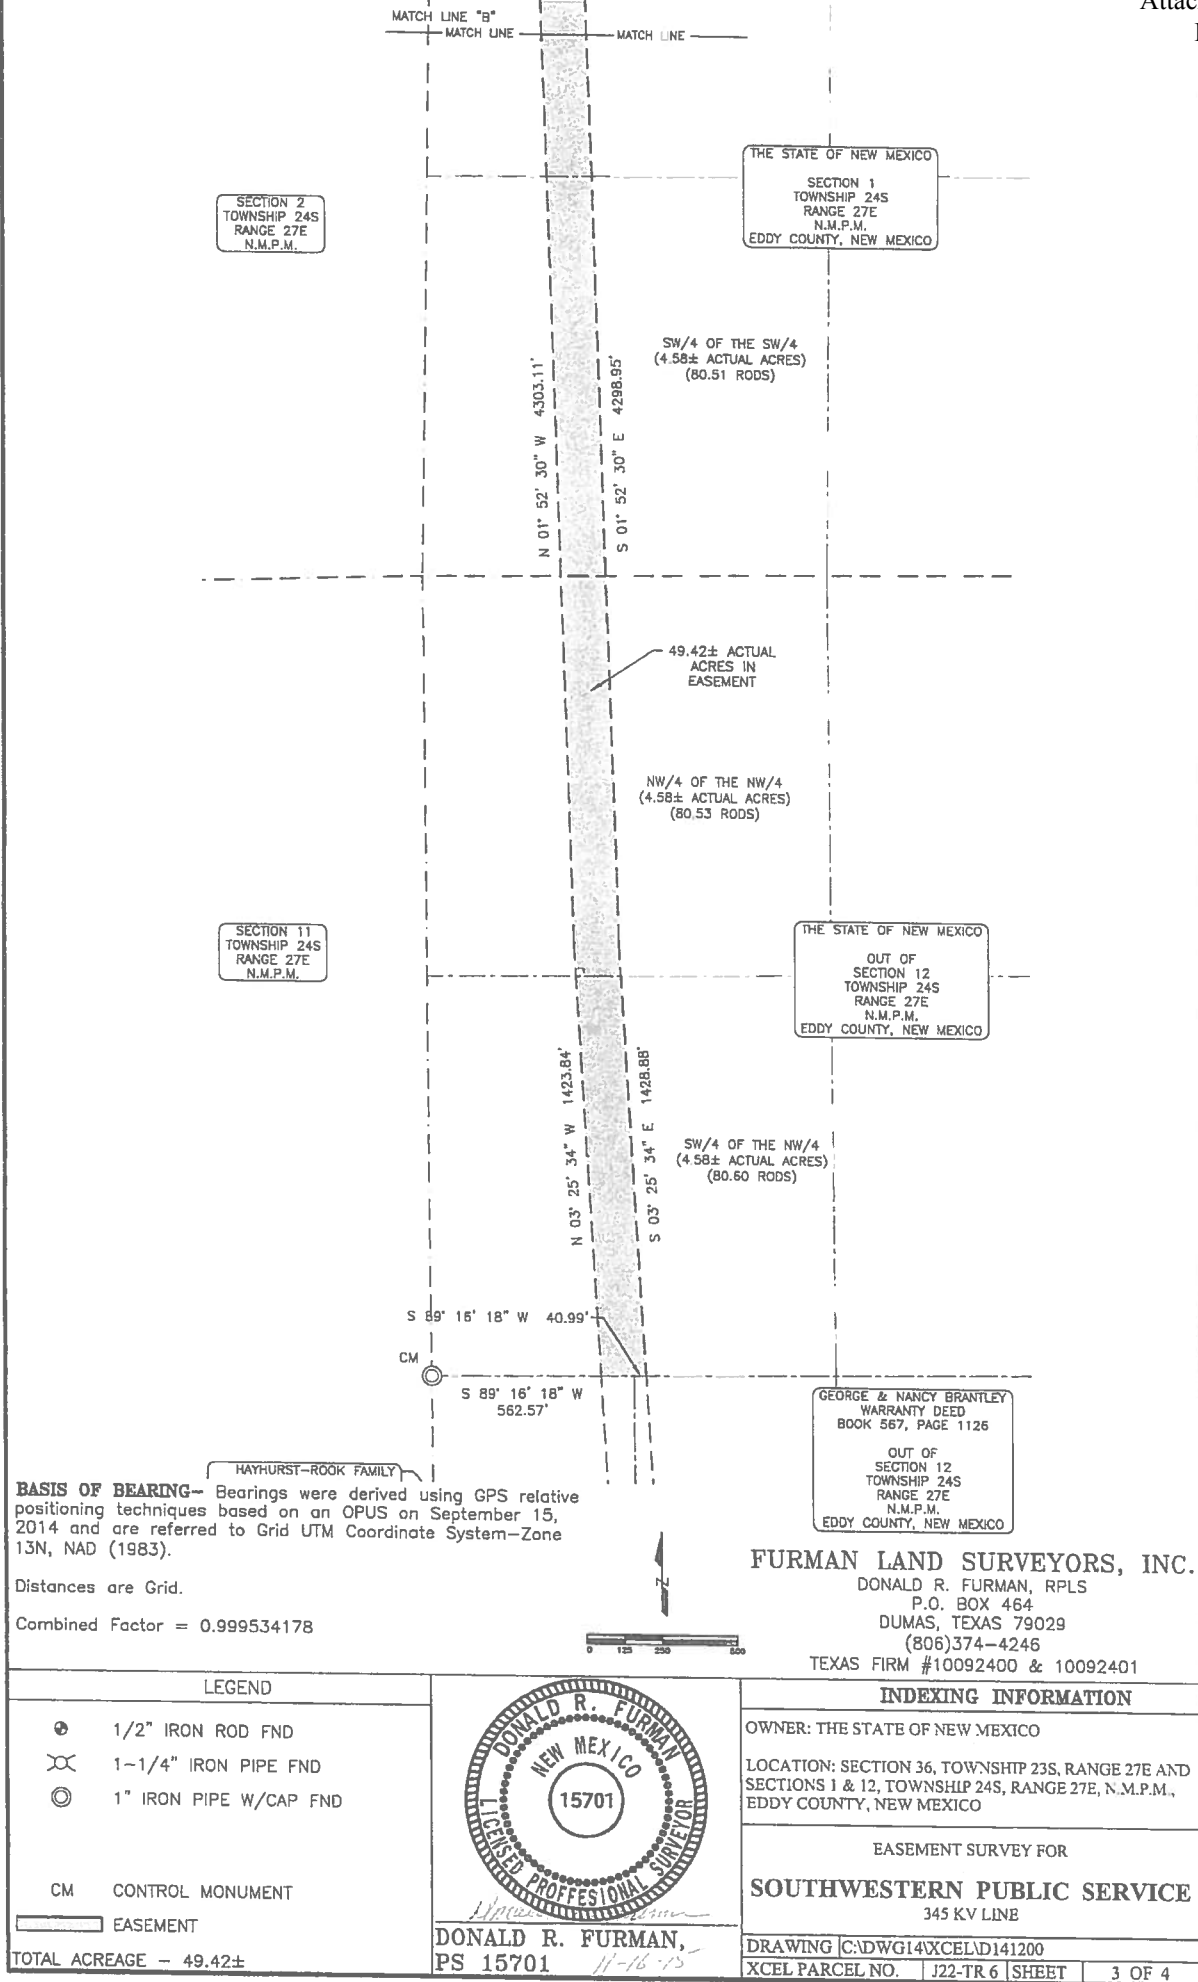 Attac
MATCH LINE "B"
MATCH LINE
MATCH LINE
THE STATE OF NEW MEXICO
SECTION 1
TOWNSHIP 24S
RANGE 27E
N.M.P.M.
EDDY COUNTY, NEW MEXICO
SECTION 2
TOWNSHIP 24S
RANGE 27E
N.M.P.M.
SW/4 OF THE SW/4
(4.58± ACTUAL ACRES)
(80.51 RODS)
N 01° 52' 30" W 4303.11'
S 01° 52' 30" E 4298.95'
49.42± ACTUAL
ACRES IN
EASEMENT
NW/4 OF THE NW/4
(4.58± ACTUAL ACRES)
(80.53 RODS)
SECTION 11
TOWNSHIP 24S
RANGE 27E
N.M.P.M.
THE STATE OF NEW MEXICO
OUT OF
SECTION 12
TOWNSHIP 24S
RANGE 27E
N.M.P.M.
EDDY COUNTY, NEW MEXICO
N 03° 25' 34" W 1423.84'
S 03° 25' 34" E 1428.88'
SW/4 OF THE NW/4
(4.58± ACTUAL ACRES)
(80.60 RODS)
S 89° 16' 18" W 40.99'
CM
S 89° 16' 18" W
562.57'
GEORGE & NANCY BRANTLEY
WARRANTY DEED
BOOK 567, PAGE 1126
OUT OF
SECTION 12
TOWNSHIP 24S
RANGE 27E
N.M.P.M.
EDDY COUNTY, NEW MEXICO
HAYHURST-ROOK FAMILY
BASIS OF BEARING- Bearings were derived using GPS relative
positioning techniques based on an OPUS on September 15,
2014 and are referred to Grid UTM Coordinate System-Zone
13N, NAD (1983).
Distances are Grid.
Combined Factor = 0.999534178
N
0 125 250 500
FURMAN LAND SURVEYORS, INC.
DONALD R. FURMAN, RPLS
P.O. BOX 464
DUMAS, TEXAS 79029
(806)374-4246
TEXAS FIRM #10092400 & 10092401
LEGEND
1/2" IRON ROD FND
1-1/4" IRON PIPE FND
1" IRON PIPE W/CAP FND
CM CONTROL MONUMENT
EASEMENT
TOTAL ACREAGE - 49.42±
DONALD R. FURMAN
NEW MEXICO
15701
LICENSED PROFFESIONAL SURVEYOR
DONALD R. FURMAN,
PS 15701 11-16-15
INDEXING INFORMATION
OWNER: THE STATE OF NEW MEXICO
LOCATION: SECTION 36, TOWNSHIP 23S, RANGE 27E AND
SECTIONS 1 & 12, TOWNSHIP 24S, RANGE 27E, N.M.P.M.,
EDDY COUNTY, NEW MEXICO
EASEMENT SURVEY FOR
SOUTHWESTERN PUBLIC SERVICE
345 KV LINE
DRAWING C:\DWG14\XCEL\D141200
XCEL PARCEL NO. J22-TR 6 SHEET 3 OF 4